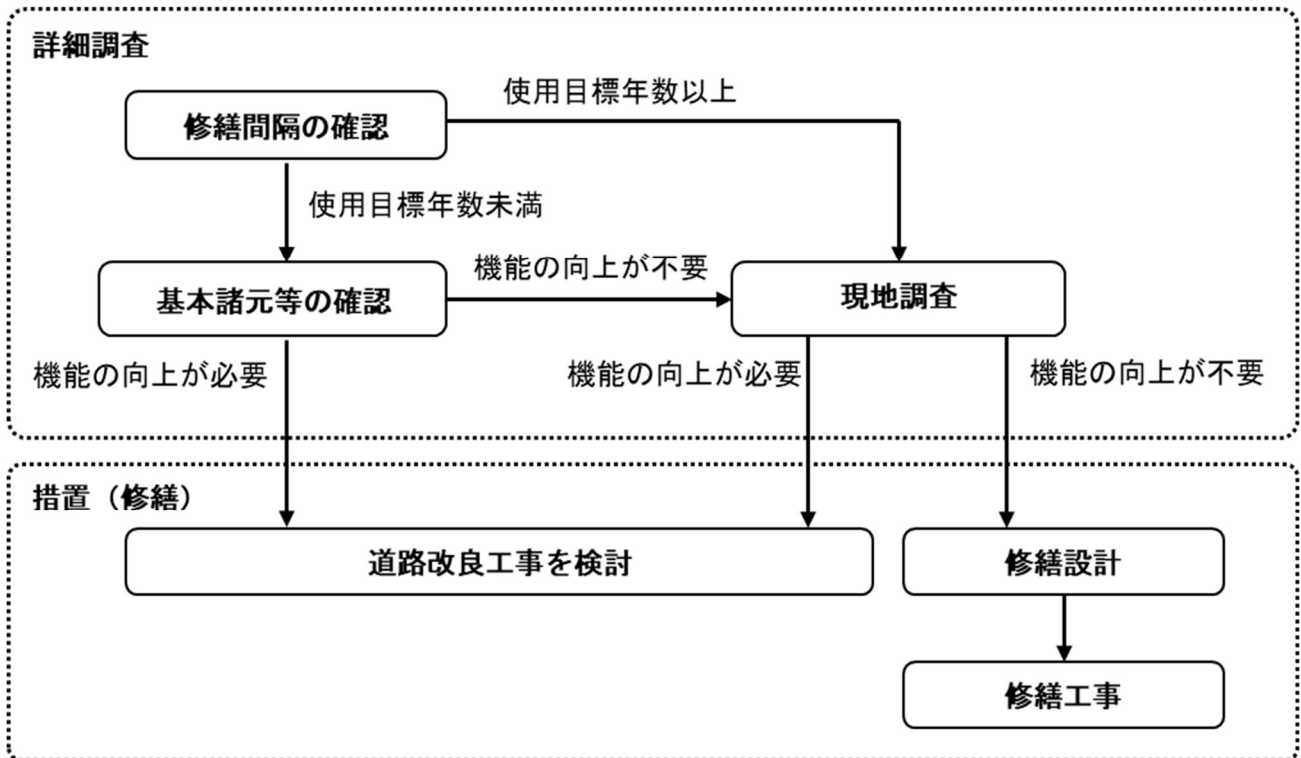 詳細調査
使用目標年数以上
修繕間隔の確認
使用目標年数未満
機能の向上が不要
基本諸元等の確認
現地調査
機能の向上が必要
機能の向上が必要
機能の向上が不要
措置（修繕）
道路改良工事を検討
修繕設計
修繕工事